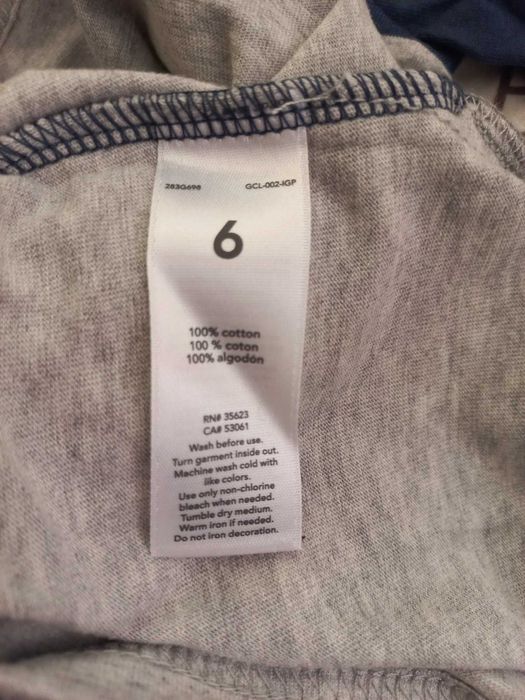 283G698 GCL-002-IGP
6
100% cotton
100 % coton
100% algodón
RN# 35623
CA# 53061
Wash before use.
Turn garment inside out.
Machine wash cold with
like colors.
Use only non-chlorine
bleach when needed.
Tumble dry medium.
Warm iron if needed.
Do not iron decoration.